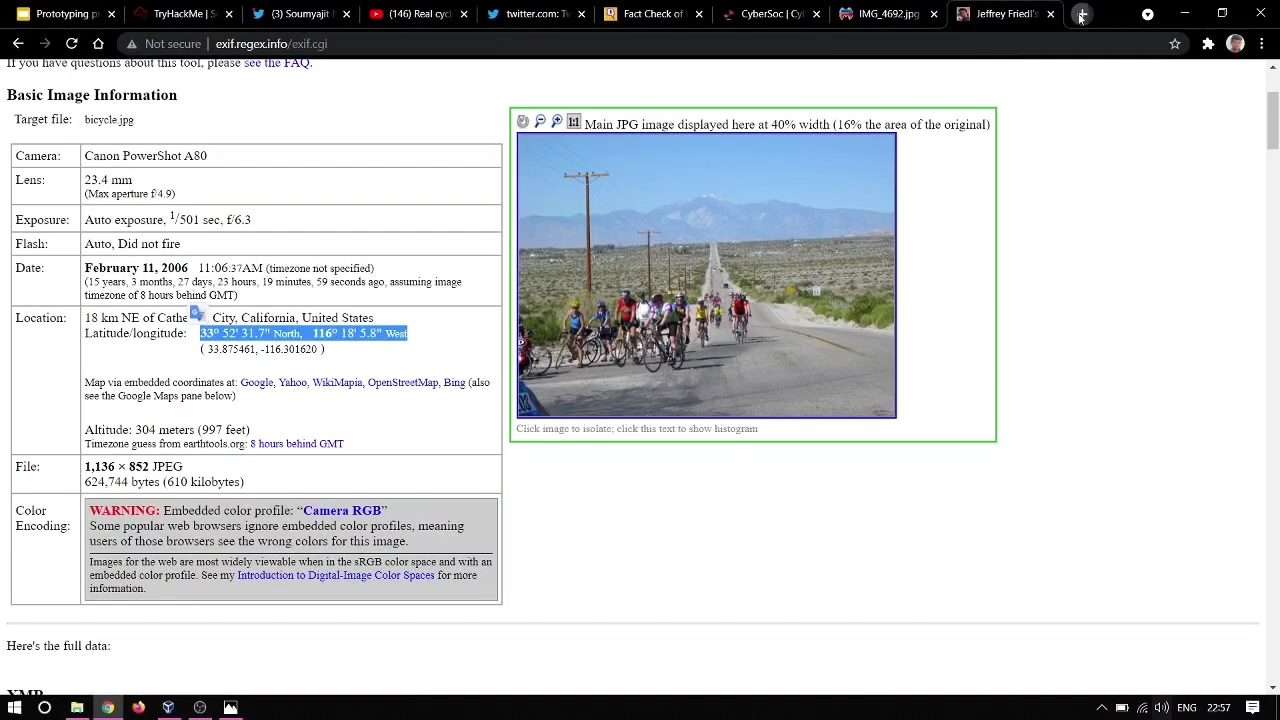 Prototyping powe
TryHackMe | S
(3) Soumyajit M
(146) Real cyc
twitter.com: Tw
Fact Check of
CyberSoc | Cy
IMG_4692.jpg
Jeffrey Friedl's
Not secure | exif.regex.info/exif.cgi
If you have questions about this tool, please see the FAQ.
Basic Image Information
Target file: bicycle.jpg
Camera: Canon PowerShot A80
Lens: 23.4 mm
(Max aperture f/4.9)
Exposure: Auto exposure, 1/501 sec, f/6.3
Flash: Auto, Did not fire
Date: February 11, 2006 11:06:37AM (timezone not specified)
(15 years, 3 months, 27 days, 23 hours, 19 minutes, 59 seconds ago, assuming image
timezone of 8 hours behind GMT)
Location: 18 km NE of Cathe City, California, United States
Latitude/longitude: 33° 52' 31.7" North, 116° 18' 5.8" West
( 33.875461, -116.301620 )
Map via embedded coordinates at: Google, Yahoo, WikiMapia, OpenStreetMap, Bing (also
see the Google Maps pane below)
Altitude: 304 meters (997 feet)
Timezone guess from earthtools.org: 8 hours behind GMT
File: 1,136 × 852 JPEG
624,744 bytes (610 kilobytes)
Color
Encoding:
WARNING: Embedded color profile: “Camera RGB”
Some popular web browsers ignore embedded color profiles, meaning
users of those browsers see the wrong colors for this image.
Images for the web are most widely viewable when in the sRGB color space and with an
embedded color profile. See my Introduction to Digital-Image Color Spaces for more
information.
1:1 Main JPG image displayed here at 40% width (16% the area of the original)
Click image to isolate; click this text to show histogram
Here's the full data:
XMP
ENG 22:57